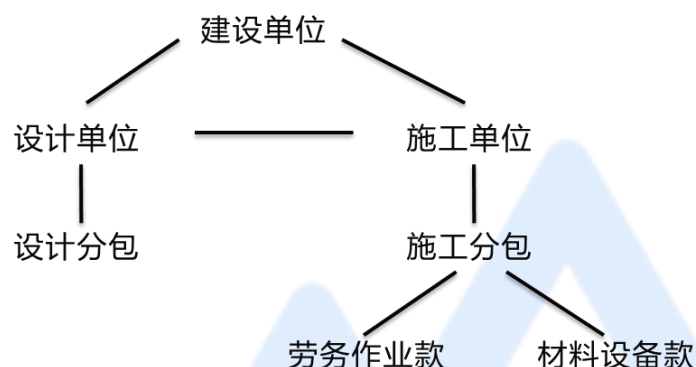 建设单位
设计单位
施工单位
设计分包
施工分包
劳务作业款
材料设备款